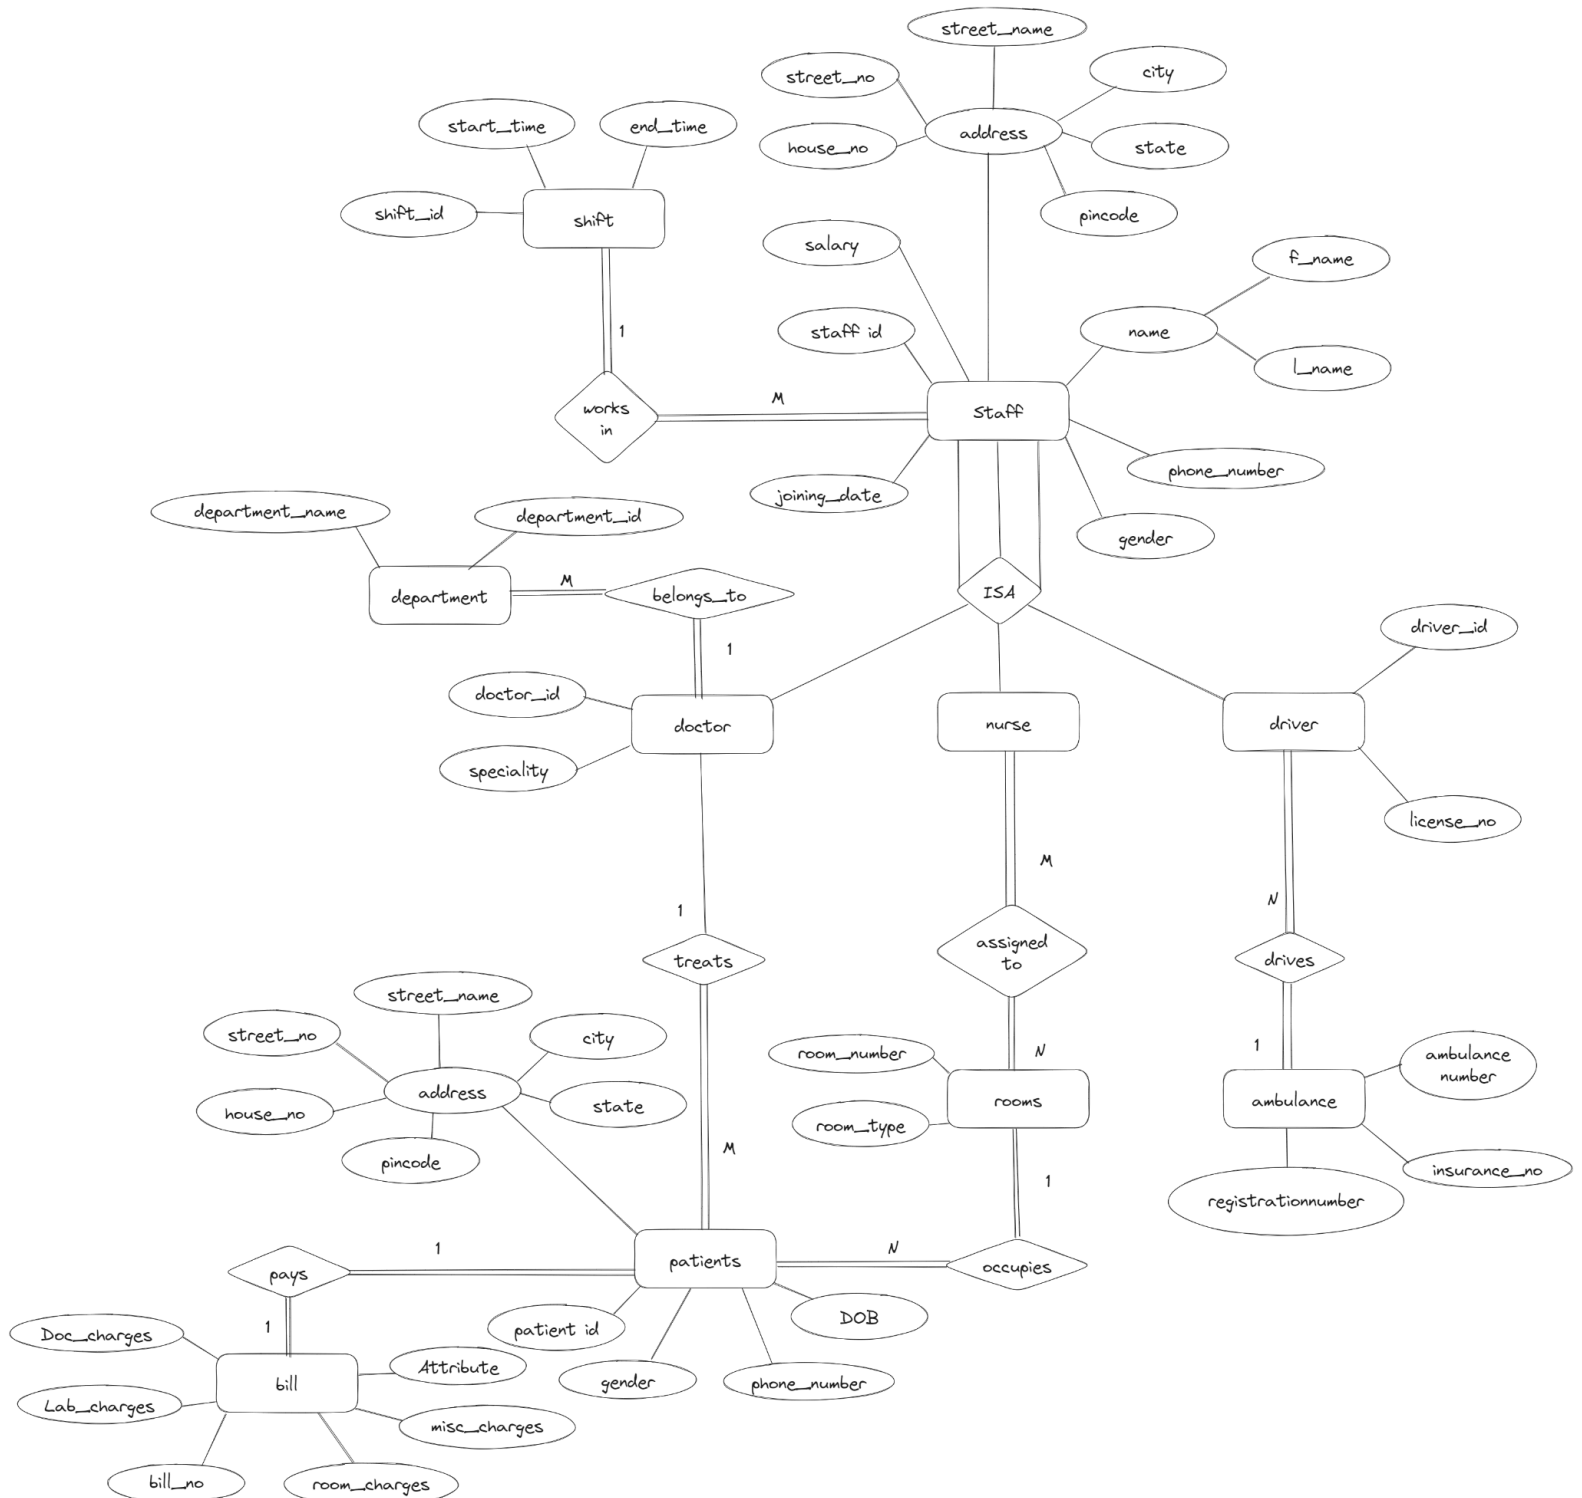 street_name
street_no
city
start_time
end_time
address
house_no
state
shift_id
shift
pincode
salary
f_name
1
staff id
name
l_name
M
works
in
Staff
phone_number
joining_date
department_name
department_id
gender
M
department
belongs_to
ISA
1
driver_id
doctor_id
doctor
nurse
driver
speciality
license_no
M
N
1
assigned
to
treats
drives
street_name
street_no
city
room_number
N
1
ambulance
number
address
state
house_no
rooms
ambulance
room_type
M
pincode
insurance_no
1
registrationnumber
1
N
patients
pays
occupies
1
patient id
DOB
Doc_charges
Attribute
bill
gender
phone_number
Lab_charges
misc_charges
bill_no
room_charges